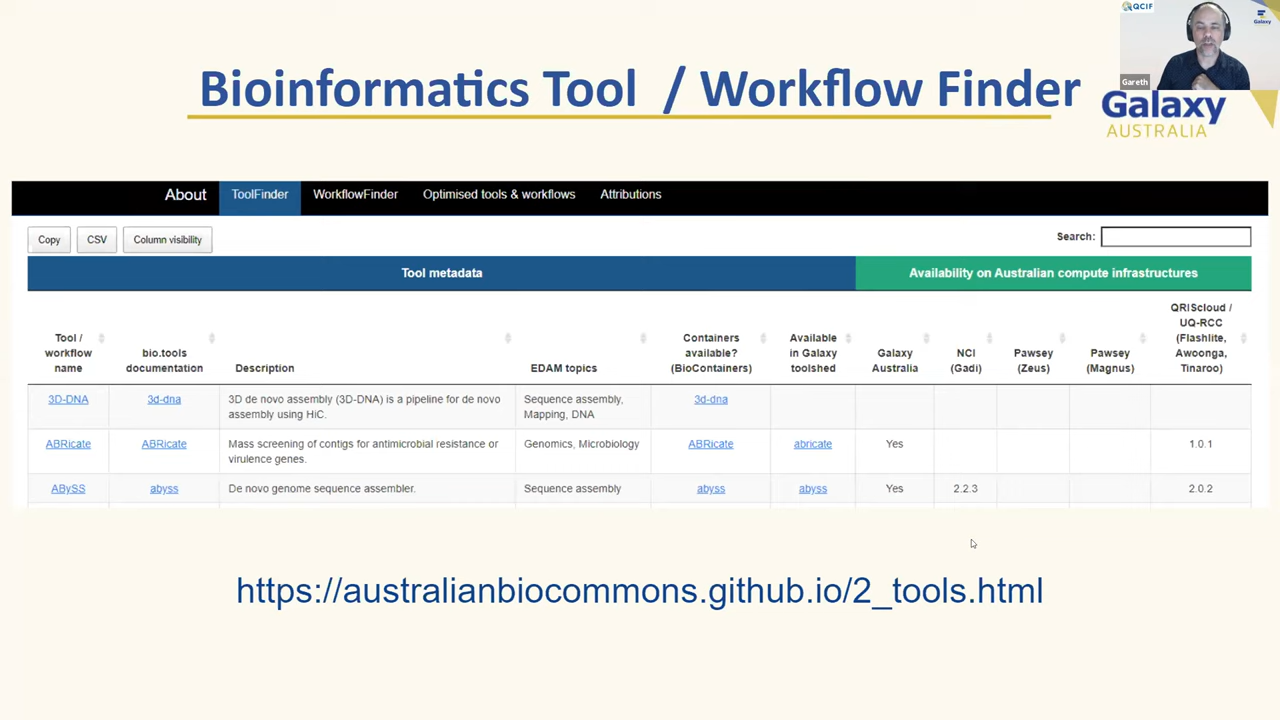 QCIF
Galaxy
Gareth
Bioinformatics Tool / Workflow Finder
Galaxy
AUSTRALIA
About ToolFinder WorkflowFinder Optimised tools & workflows Attributions
Copy CSV Column visibility Search:
Tool metadata Availability on Australian compute infrastructures
Tool / workflow name
bio.tools documentation
Description
EDAM topics
Containers available? (BioContainers)
Available in Galaxy toolshed
Galaxy Australia
NCI (Gadi)
Pawsey (Zeus)
Pawsey (Magnus)
QRIScloud / UQ-RCC (Flashlite, Awoonga, Tinaroo)
3D-DNA 3d-dna 3D de novo assembly (3D-DNA) is a pipeline for de novo assembly using HiC. Sequence assembly, Mapping, DNA 3d-dna
ABRicate ABRicate Mass screening of contigs for antimicrobial resistance or virulence genes. Genomics, Microbiology ABRicate abricate Yes 1.0.1
ABySS abyss De novo genome sequence assembler. Sequence assembly abyss abyss Yes 2.2.3 2.0.2
https://australianbiocommons.github.io/2_tools.html